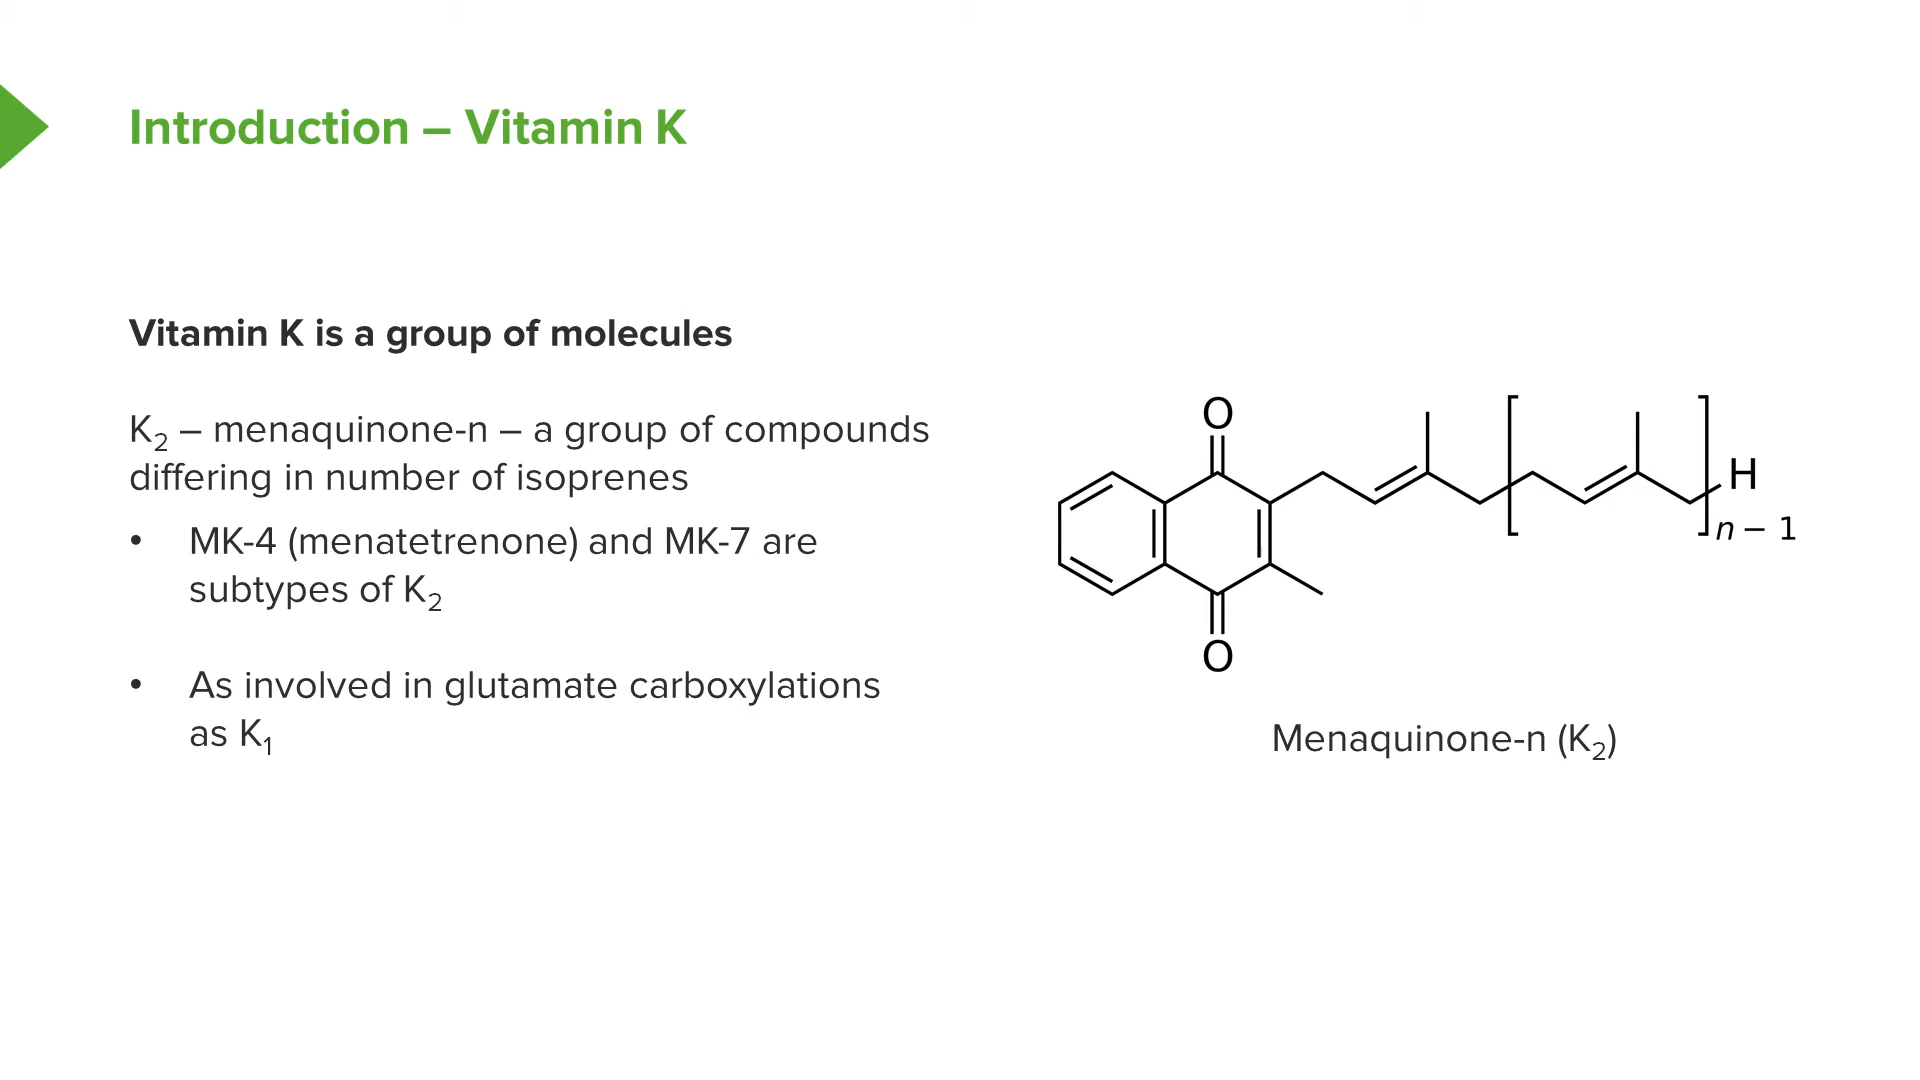 Introduction – Vitamin K
Vitamin K is a group of molecules
K₂ – menaquinone-n – a group of compounds
differing in number of isoprenes
• MK-4 (menatetrenone) and MK-7 are
subtypes of K₂
• As involved in glutamate carboxylations
as K₁
O
H
n − 1
O
Menaquinone-n (K₂)